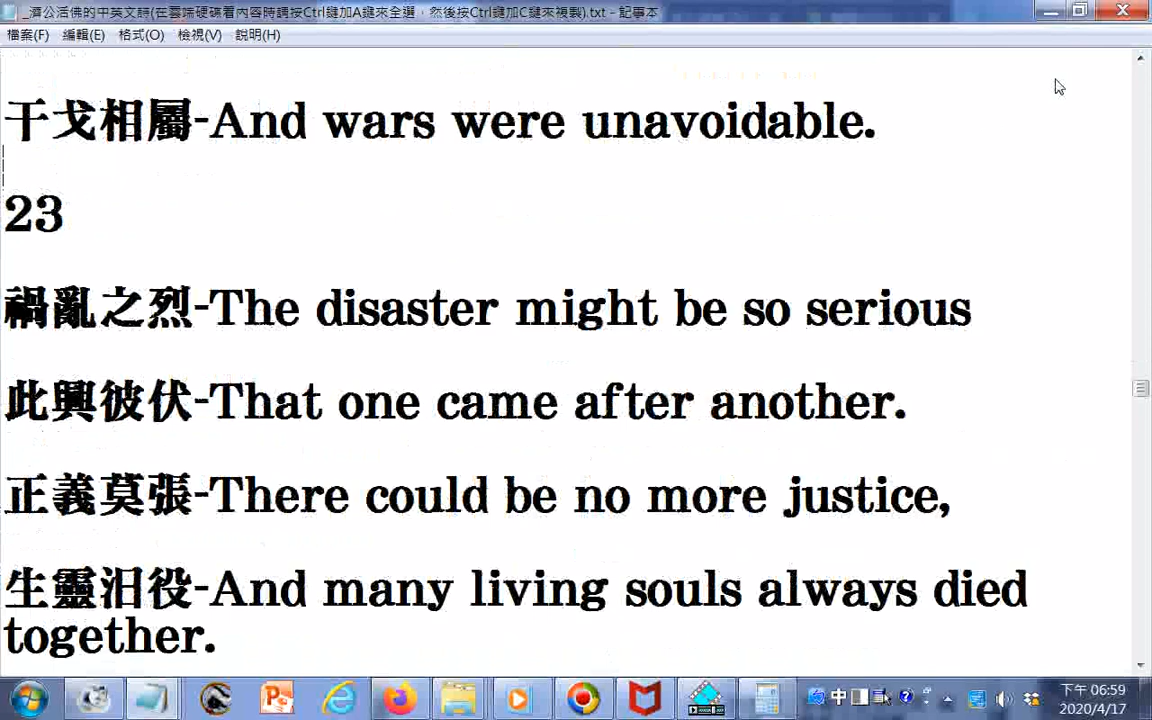 _濟公活佛的中英文詩(在雲端硬碟看內容時請按Ctrl鍵加A鍵來全選，然後按Ctrl鍵加C鍵來複製).txt - 記事本
檔案(F) 編輯(E) 格式(O) 檢視(V) 說明(H)
干戈相屬-And wars were unavoidable.
23
禍亂之烈-The disaster might be so serious
此興彼伏-That one came after another.
正義莫張-There could be no more justice,
生靈汩役-And many living souls always died
together.
中
下午 06:59
2020/4/17